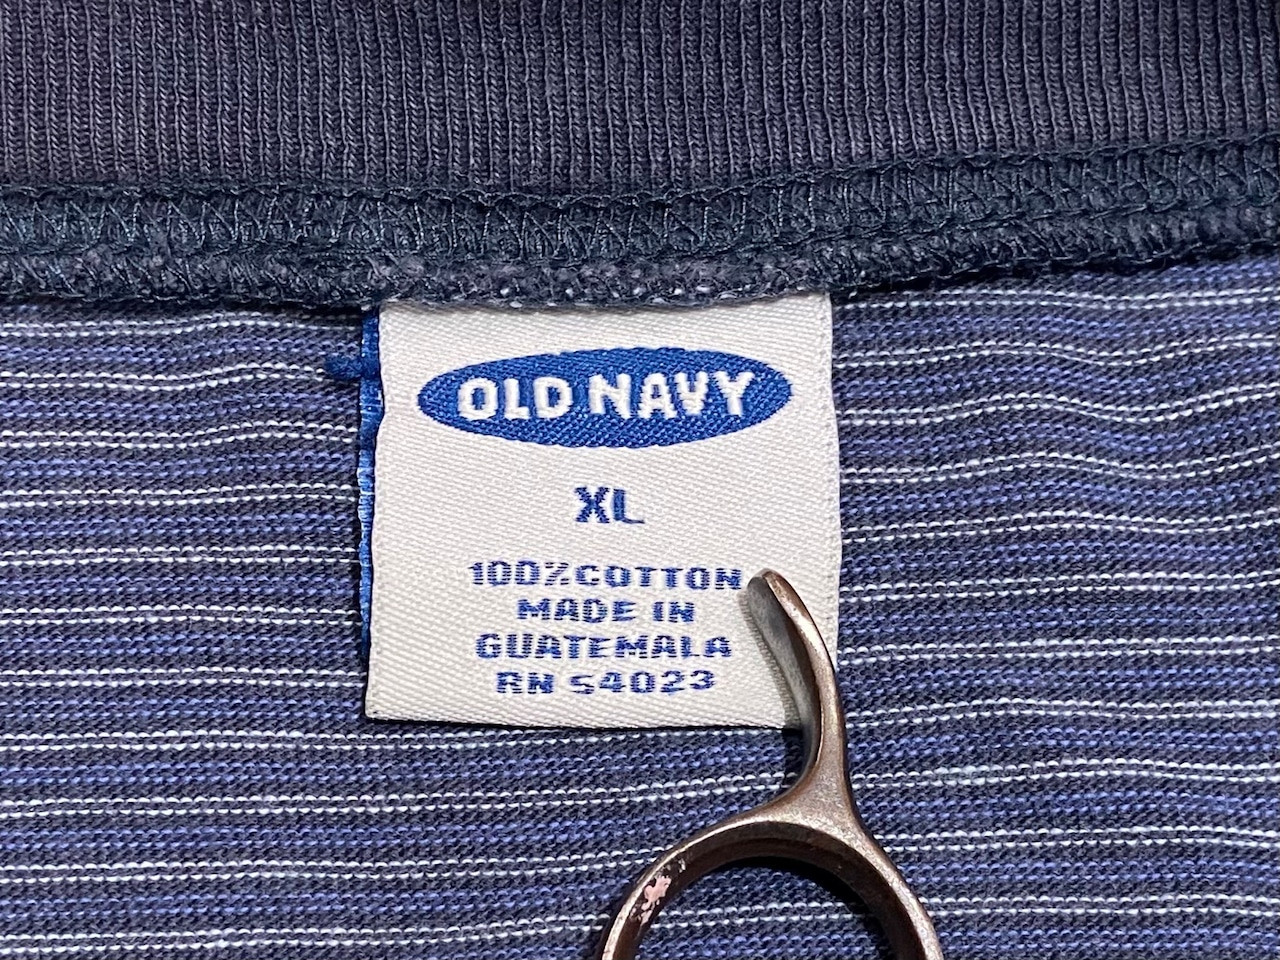 OLD NAVY
XL
100%COTTON
MADE IN
GUATEMALA
RN 54023